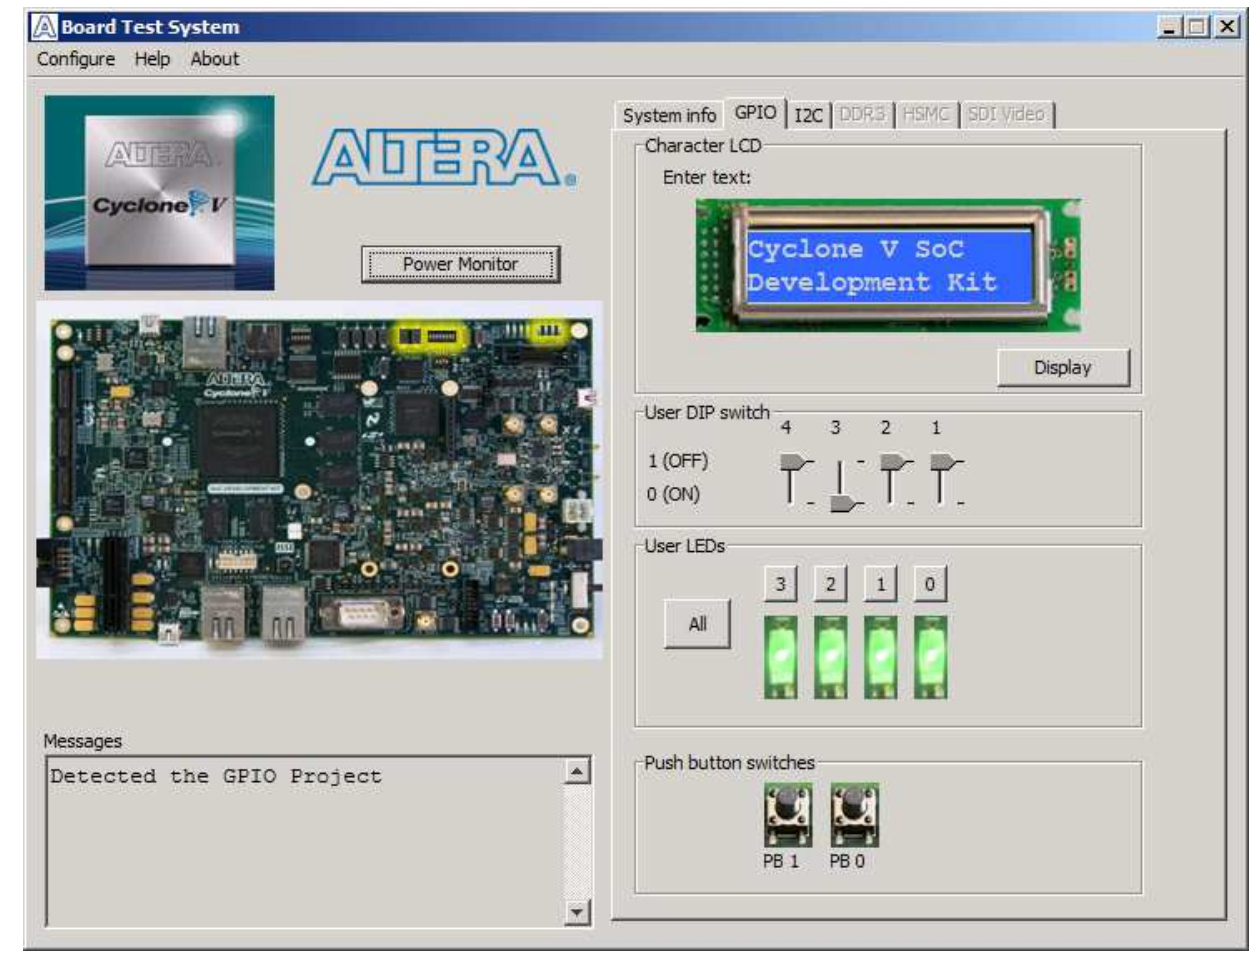 Board Test System
Configure Help About
ALTERA
Cyclone V
ALTERA
Power Monitor
ALTERA
Cyclone V
Messages
Detected the GPIO Project
System info GPIO I2C DDR3 HSMC SDI Video
Character LCD
Enter text:
Cyclone V SoC
Development Kit
Display
User DIP switch
4 3 2 1
1 (OFF)
0 (ON)
User LEDs
3 2 1 0
All
Push button switches
PB 1 PB 0